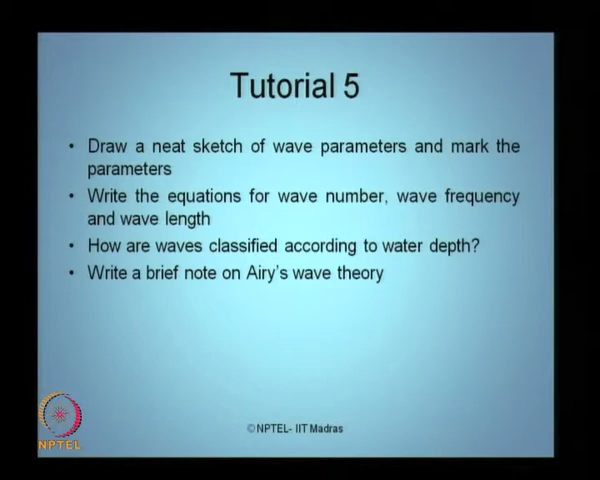 Tutorial 5
• Draw a neat sketch of wave parameters and mark the
parameters
• Write the equations for wave number, wave frequency
and wave length
• How are waves classified according to water depth?
• Write a brief note on Airy's wave theory
NPTEL
©NPTEL- IIT Madras